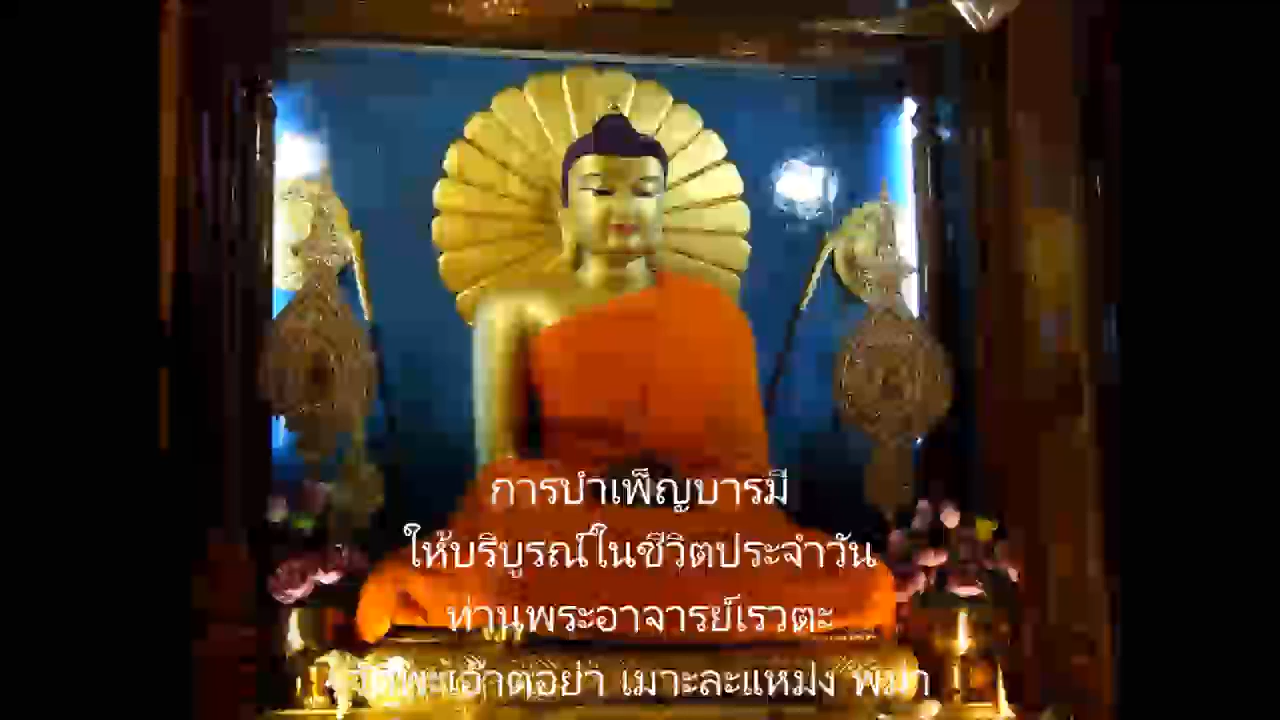 การบำเพ็ญบารมี
ให้บริบูรณ์ในชีวิตประจำวัน
ท่านพระอาจารย์เรวตะ
วัดพะเอ้าตอย่า เมาะละแหม่ง พม่า